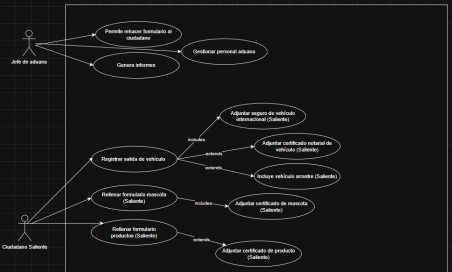 Permite rehacer formulario al
ciudadano
Gestionar personal aduana
Jefe de aduana
Genera informes
Adjuntar seguro de vehículo
internacional (Saliente)
includes
Adjuntar certificado notarial de
vehículo (Saliente)
extends
Registrar salida de vehículo
extends
Incluye vehículo arrastre (Saliente)
Rellenar formulario mascota
(Saliente)
includes
Adjuntar certificado de mascota
(Saliente)
Rellenar formulario
productos (Saliente)
extends
Ciudadano Saliente
Adjuntar certificado de producto
(Saliente)